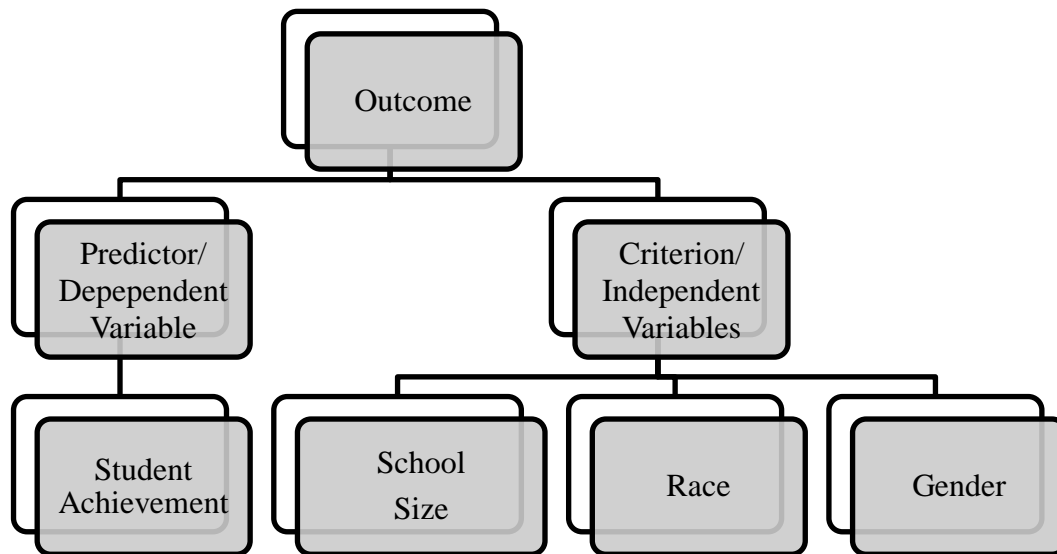 Outcome
Predictor/
Depependent
Variable
Criterion/
Independent
Variables
Student
Achievement
School
Size
Race
Gender